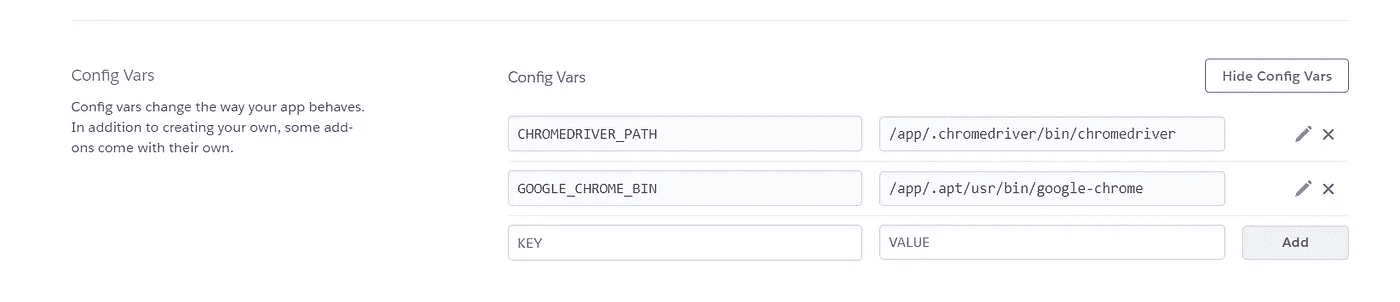 Config Vars
Config vars change the way your app behaves.
In addition to creating your own, some add-
ons come with their own.
Config Vars
Hide Config Vars
CHROMEDRIVER_PATH
/app/.chromedriver/bin/chromedriver
GOOGLE_CHROME_BIN
/app/.apt/usr/bin/google-chrome
KEY
VALUE
Add